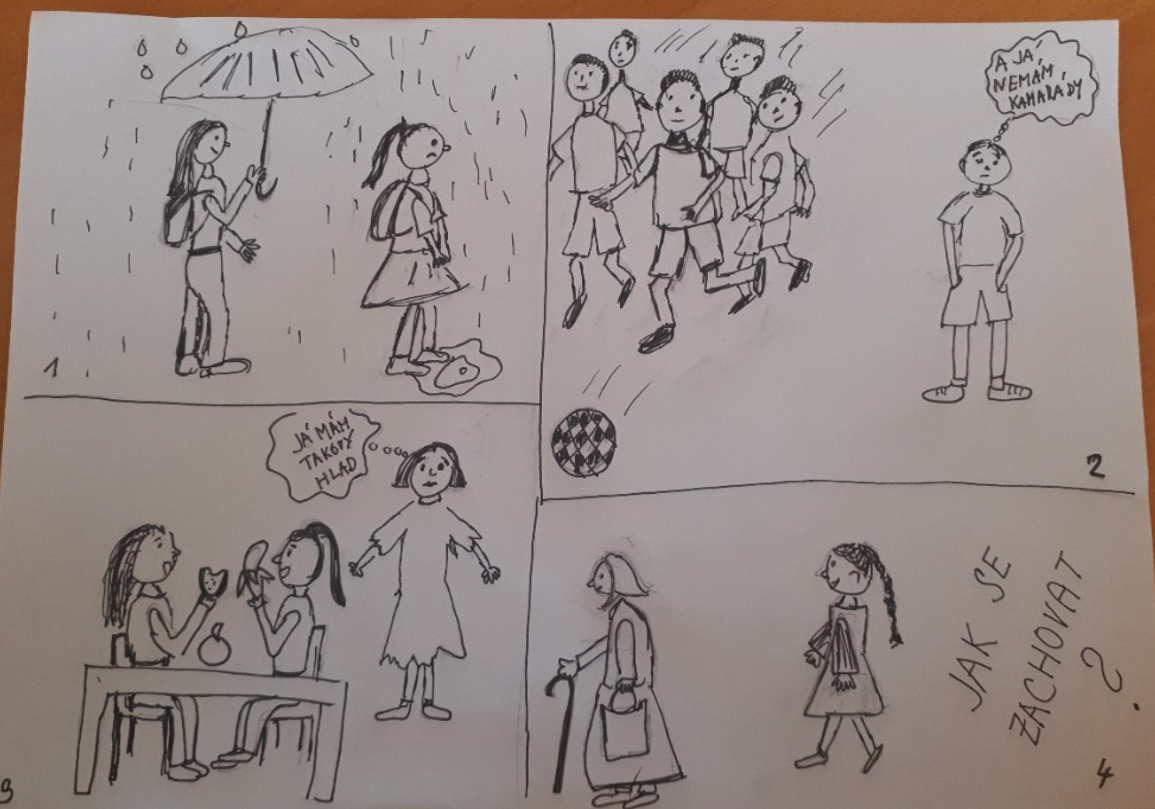 1
A JÁ
NEMÁM
KAMARÁDY
2
JÁ MÁM
TAKOVÝ
HLAD
3
JAK SE
ZACHOVAT
?
4